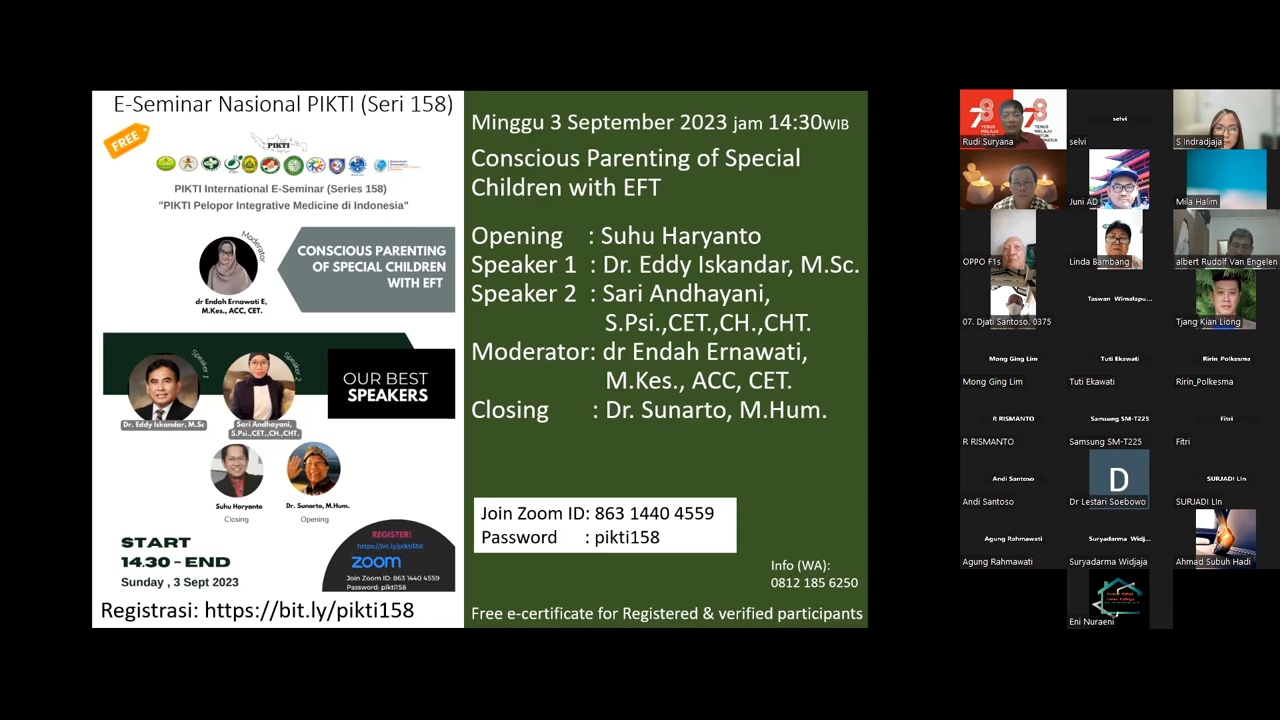 E-Seminar Nasional PIKTI (Seri 158)
FREE
PIKTI
PIKTI International E-Seminar (Series 158)
"PIKTI Pelopor Integrative Medicine di Indonesia"
Moderator
CONSCIOUS PARENTING
OF SPECIAL CHILDREN
WITH EFT
dr Endah Ernawati E,
M.Kes., ACC, CET.
Speaker 1
Speaker 2
OUR BEST
SPEAKERS
Dr. Eddy Iskandar, M.Sc
Sari Andhayani,
S.Psi.,CET.,CH.,CHT.
Suhu Haryanto
Closing
Dr. Sunarto, M.Hum.
Opening
START
14.30 - END
Sunday , 3 Sept 2023
REGISTER!
https://bit.ly/pikti158
zoom
Join Zoom ID: 863 1440 4559
Password: pikti158
Registrasi: https://bit.ly/pikti158
Minggu 3 September 2023 jam 14:30WIB
Conscious Parenting of Special
Children with EFT
Opening : Suhu Haryanto
Speaker 1 : Dr. Eddy Iskandar, M.Sc.
Speaker 2 : Sari Andhayani,
S.Psi.,CET.,CH.,CHT.
Moderator: dr Endah Ernawati,
M.Kes., ACC, CET.
Closing : Dr. Sunarto, M.Hum.
Join Zoom ID: 863 1440 4559
Password : pikti158
Info (WA):
0812 185 6250
Free e-certificate for Registered & verified participants
78
78
TERUS
MELAJU
TERUS
MELAJU
Rudi Suryana
selvi
selvi
S Indradjaja
Juni AD
Mila Halim
OPPO F1s
Linda Bambang
albert Rudolf Van Engelen
07. Djati Santoso. 0375
Taswan Wimalapu...
Tjang Kian Liong
Mong Ging Lim
Mong Ging Lim
Tuti Ekawati
Tuti Ekawati
Ririn_Polkesma
Ririn_Polkesma
R RISMANTO
R RISMANTO
Samsung SM-T225
Samsung SM-T225
Fitri
Fitri
Andi Santoso
Andi Santoso
D
Dr Lestari Soebowo
SURJADI LIn
SURJADI LIn
Agung Rahmawati
Agung Rahmawati
Suryadarma Widj...
Suryadarma Widjaja
Ahmad Subuh Hadi
Eni Nuraeni